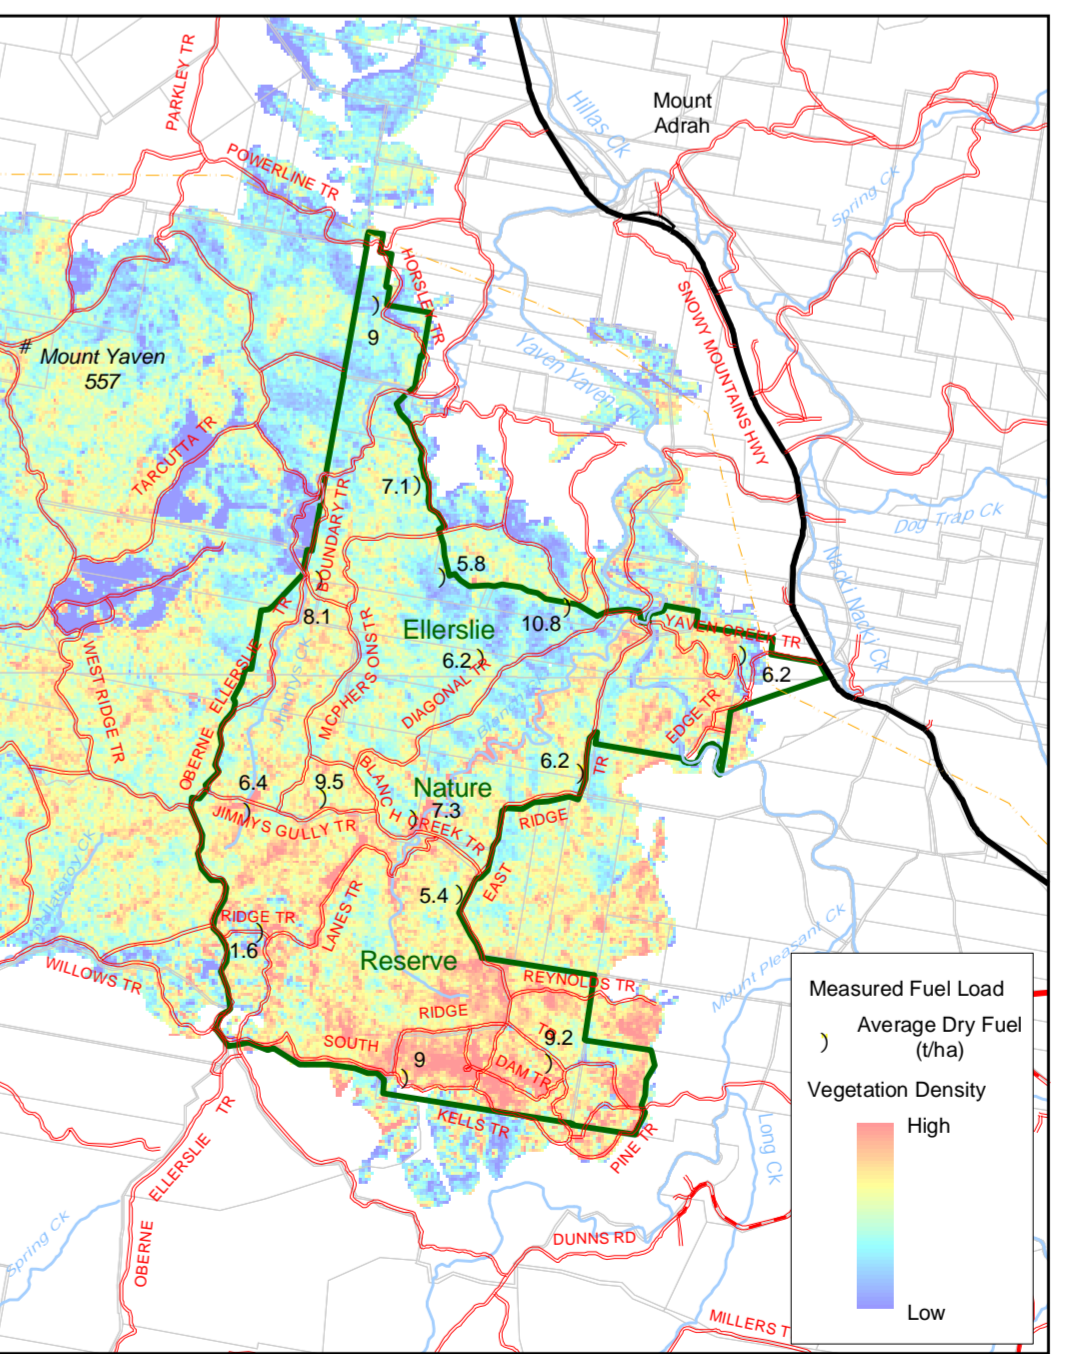 PARKLEY TR
POWERLINE TR
Hillas Ck
Mount
Adrah
Spring Ck
HORSLEY TR
SNOWY MOUNTAINS HWY
9
# Mount Yaven
557
Yaven Yaven Ck
TARCUTTA TR
7.1
BOUNDARY TR
Dog Trap Ck
Nacki Nacki Ck
5.8
8.1
10.8
Ellerslie
YAVEN CREEK TR
6.2
6.2
MCPHERSONS TR
DIAGONAL TR
EDGE TR
WEST RIDGE TR
OBERNE ELLERSLIE TR
Jimmys Ck
6.4
9.5
BLANCH CREEK TR
Nature
7.3
6.2
JIMMYS GULLY TR
EAST RIDGE TR
5.4
LANES TR
RIDGE TR
1.6
WILLOWS TR
Reserve
REYNOLDS TR
Mount Pleasant Ck
SOUTH RIDGE TR
9.2
9
DAM TR
KELLS TR
PINE TR
Long Ck
OBERNE ELLERSLIE TR
Spring Ck
DUNNS RD
MILLERS T
Measured Fuel Load
) Average Dry Fuel
(t/ha)
Vegetation Density
High
Low